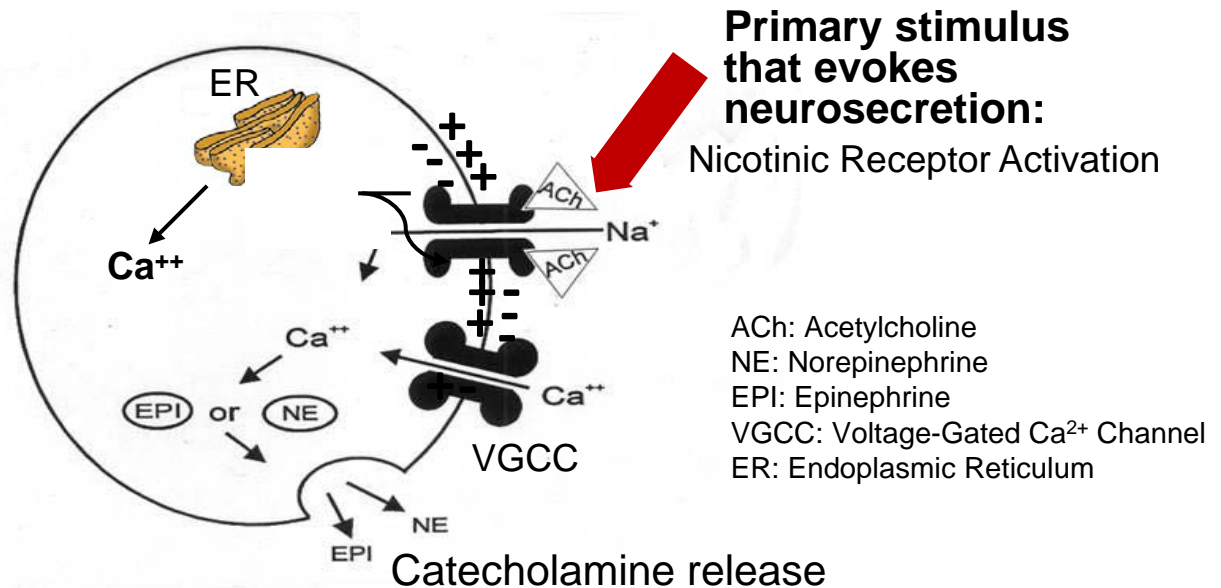 Primary stimulus
that evokes
neurosecretion:
Nicotinic Receptor Activation
ER
Ca++
ACh
Na+
ACh
Ca++
EPI or NE
Ca++
VGCC
NE
EPI
Catecholamine release
ACh: Acetylcholine
NE: Norepinephrine
EPI: Epinephrine
VGCC: Voltage-Gated Ca2+ Channel
ER: Endoplasmic Reticulum